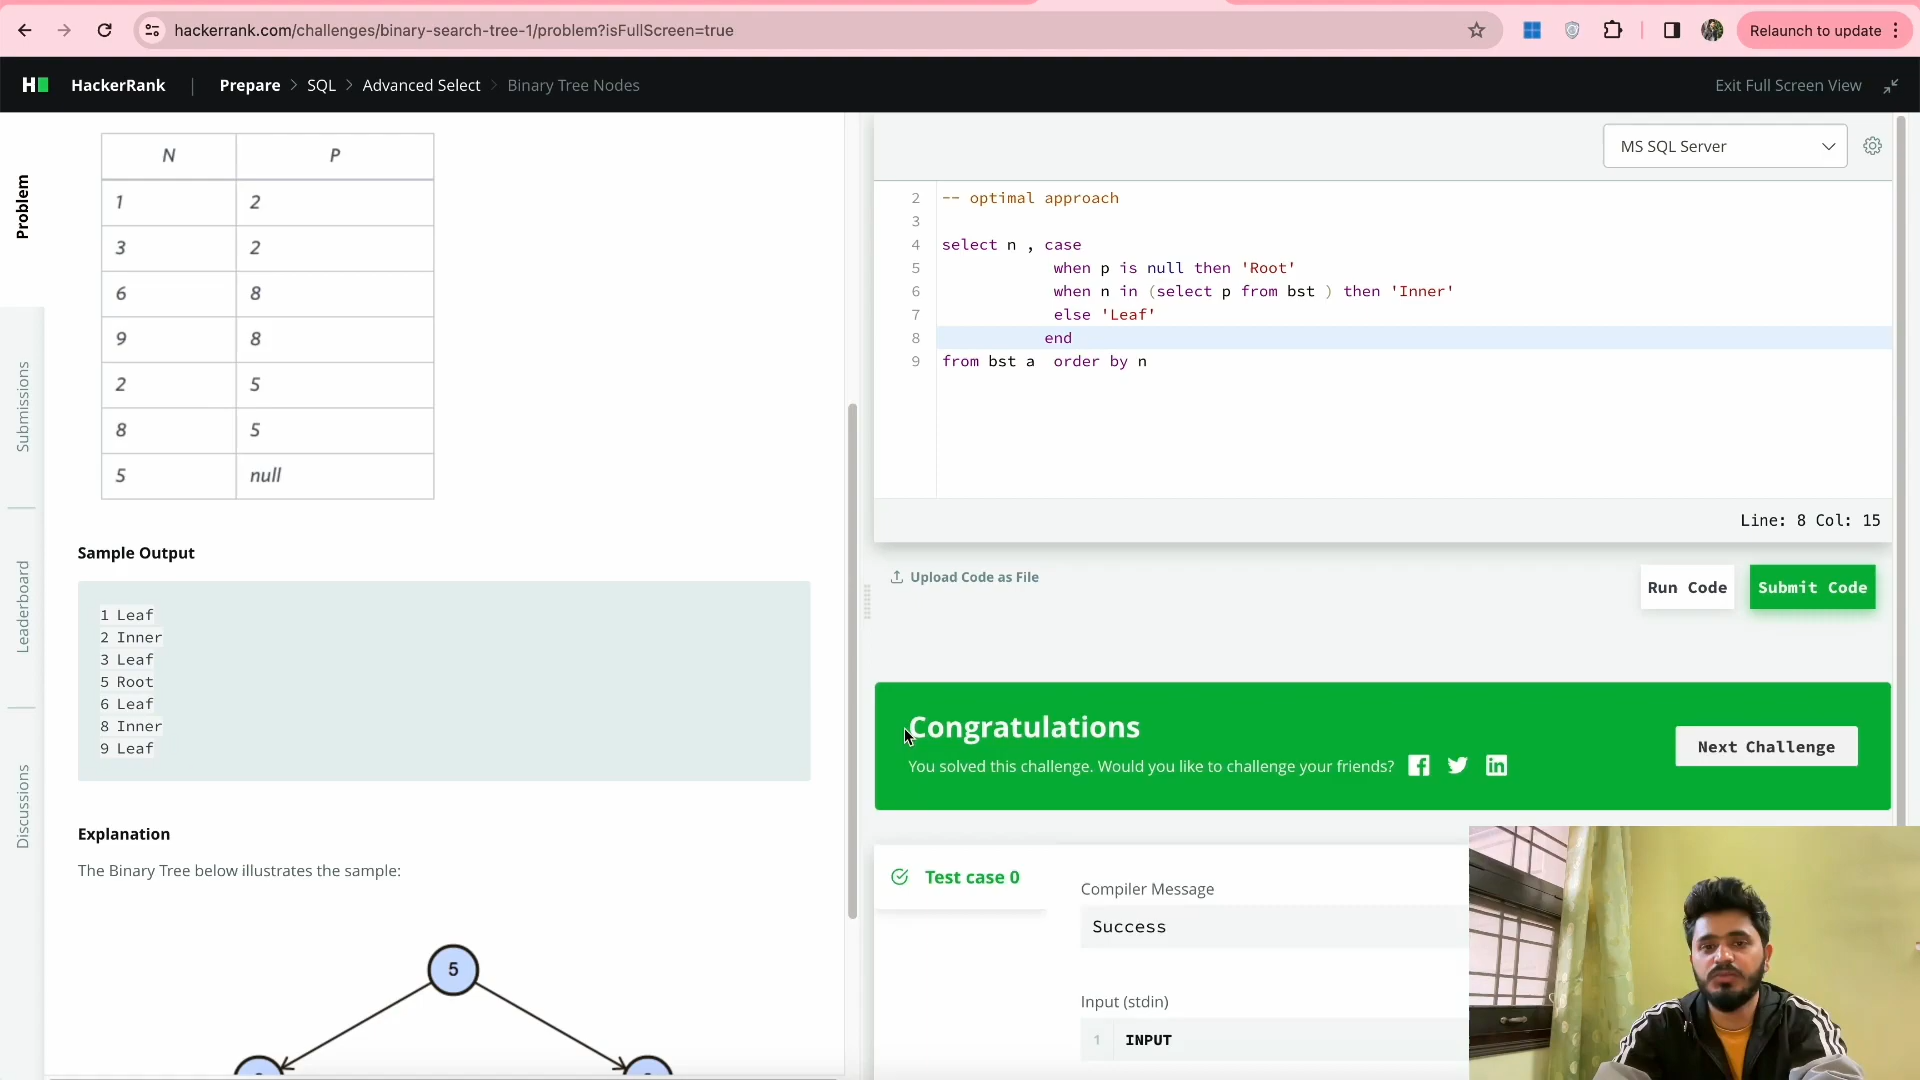 hackerrank.com/challenges/binary-search-tree-1/problem?isFullScreen=true
Relaunch to update
HackerRank | Prepare > SQL > Advanced Select > Binary Tree Nodes
Exit Full Screen View
Problem
Submissions
Leaderboard
Discussions
N P
1 2
3 2
6 8
9 8
2 5
8 5
5 null
Sample Output
1 Leaf
2 Inner
3 Leaf
5 Root
6 Leaf
8 Inner
9 Leaf
Explanation
The Binary Tree below illustrates the sample:
5
MS SQL Server
2 -- optimal approach
3
4 select n , case
5 when p is null then 'Root'
6 when n in (select p from bst ) then 'Inner'
7 else 'Leaf'
8 end
9 from bst a order by n
Line: 8 Col: 15
Upload Code as File
Run Code
Submit Code
Congratulations
You solved this challenge. Would you like to challenge your friends?
Next Challenge
Test case 0
Compiler Message
Success
Input (stdin)
1 INPUT